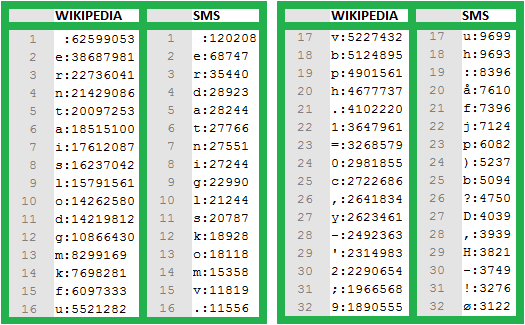 WIKIPEDIA SMS
1 :62599053 1 :120208
2 e:38687981 2 e:68747
3 r:22736041 3 r:35440
4 n:21429086 4 d:28923
5 t:20097253 5 a:28244
6 a:18515100 6 t:27766
7 i:17612087 7 n:27551
8 s:16237042 8 i:27244
9 l:15791561 9 g:22990
10 o:14262580 10 l:21244
11 d:14219812 11 s:20787
12 g:10866430 12 k:18928
13 m:8299169 13 o:18118
14 k:7698281 14 m:15358
15 f:6097333 15 v:11819
16 u:5521282 16 .:11556
WIKIPEDIA SMS
17 v:5227432 17 u:9699
18 b:5124895 18 h:9693
19 p:4901561 19 ::8396
20 h:4677737 20 å:7610
21 .:4102220 21 f:7396
22 1:3647961 22 j:7124
23 =:3268579 23 p:6082
24 0:2981855 24 ):5237
25 c:2722686 25 b:5094
26 ,:2641834 26 ?:4750
27 y:2623461 27 D:4039
28 -:2492363 28 ,:3939
29 ':2314983 29 H:3821
30 2:2290654 30 -:3749
31 ;:1966568 31 !:3276
32 9:1890555 32 ø:3122